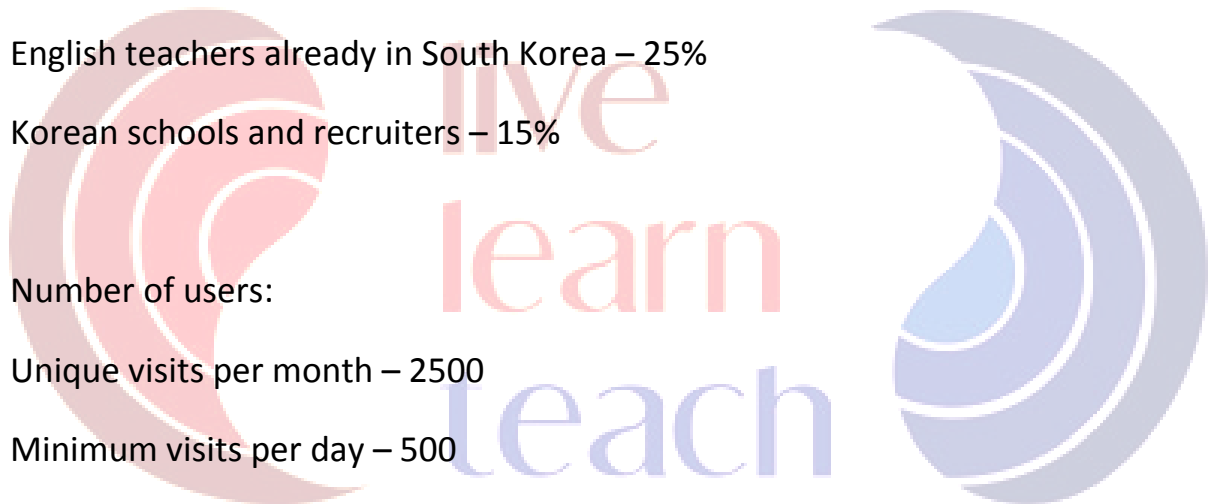 English teachers already in South Korea – 25%
Korean schools and recruiters – 15%
Number of users:
Unique visits per month – 2500
Minimum visits per day – 500
live
learn
teach